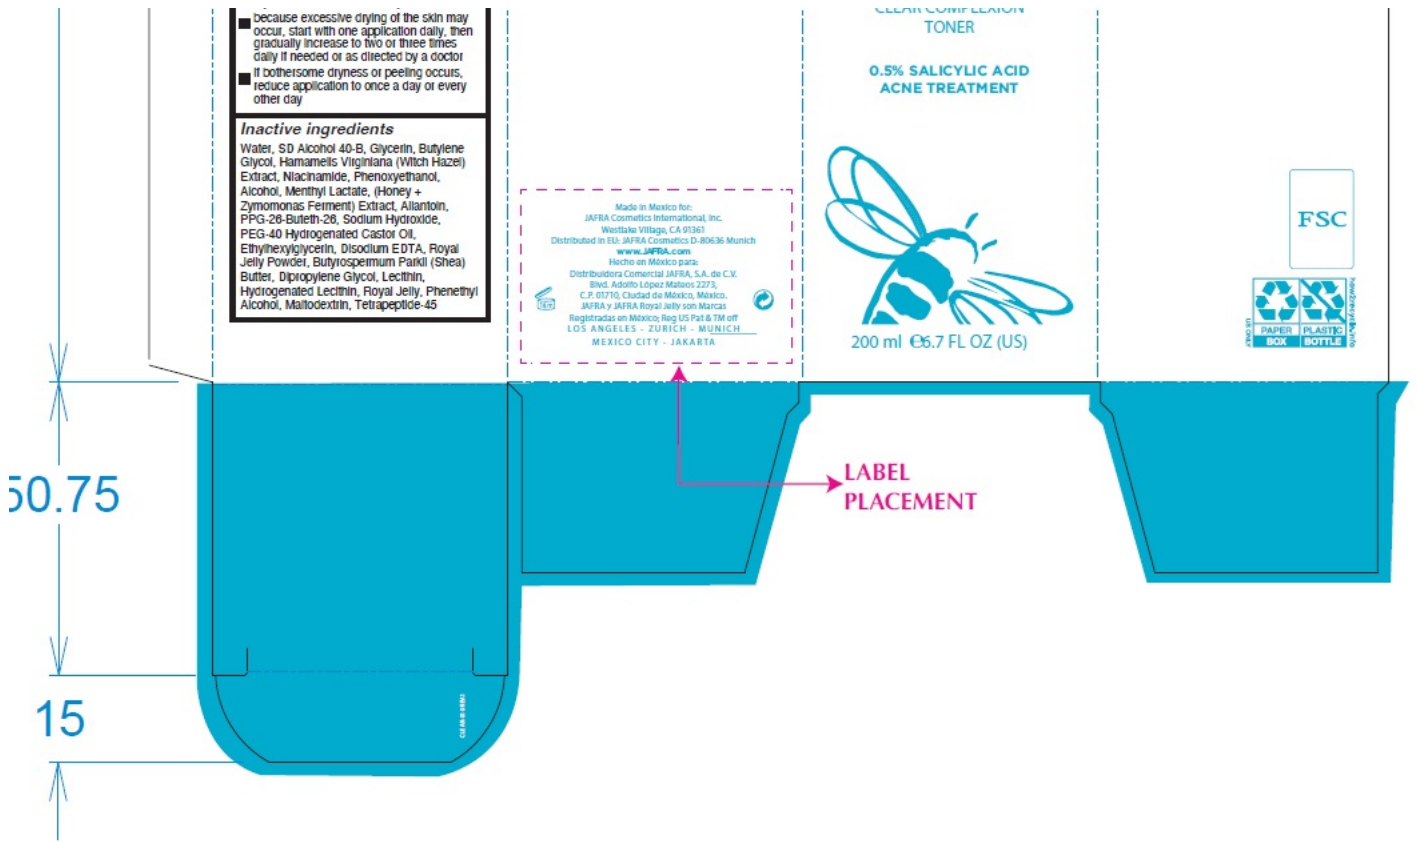 because excessive drying of the skin may
occur, start with one application daily, then
gradually increase to two or three times
daily if needed or as directed by a doctor
If bothersome dryness or peeling occurs,
reduce application to once a day or every
other day
Inactive ingredients
Water, SD Alcohol 40-B, Glycerin, Butylene
Glycol, Hamamelis Virginiana (Witch Hazel)
Extract, Niacinamide, Phenoxyethanol,
Alcohol, Menthyl Lactate, (Honey +
Zymomonas Ferment) Extract, Allantoin,
PPG-26-Buteth-26, Sodium Hydroxide,
PEG-40 Hydrogenated Castor Oil,
Ethylhexylglycerin, Disodium EDTA, Royal
Jelly Powder, Butyrospermum Parkii (Shea)
Butter, Dipropylene Glycol, Lecithin,
Hydrogenated Lecithin, Royal Jelly, Phenethyl
Alcohol, Maltodextrin, Tetrapeptide-45
Made in Mexico for:
JAFRA Cosmetics International, Inc.
Westlake Village, CA 91361
Distributed in EU: JAFRA Cosmetics D-80636 Munich
www.JAFRA.com
Hecho en México para:
Distribuidora Comercial JAFRA, S.A. de C.V.
Blvd. Adolfo López Mateos 2273,
C.P. 01710, Ciudad de México, México.
JAFRA y JAFRA Royal Jelly son Marcas
Registradas en México; Reg US Pat & TM off
LOS ANGELES - ZURICH - MUNICH
MEXICO CITY - JAKARTA
CLEAR COMPLEXION
TONER
0.5% SALICYLIC ACID
ACNE TREATMENT
200 ml ℮6.7 FL OZ (US)
FSC
how2recycle.info
US ONLY
PAPER
BOX
PLASTIC
BOTTLE
LABEL
PLACEMENT
50.75
15